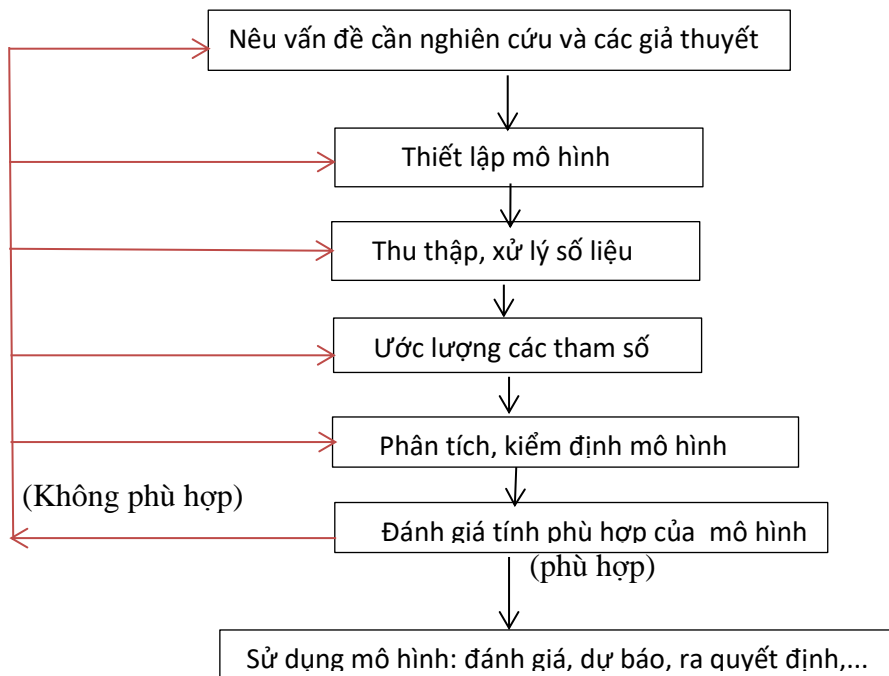 Nêu vấn đề cần nghiên cứu và các giả thuyết
Thiết lập mô hình
Thu thập, xử lý số liệu
Ước lượng các tham số
Phân tích, kiểm định mô hình
(Không phù hợp)
Đánh giá tính phù hợp của mô hình
(phù hợp)
Sử dụng mô hình: đánh giá, dự báo, ra quyết định,...